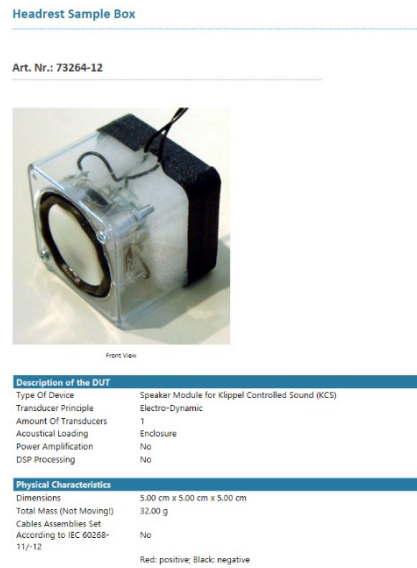 Headrest Sample Box
Art. Nr.: 73264-12
Front View
Description of the DUT
Type Of Device Speaker Module for Klippel Controlled Sound (KCS)
Transducer Principle Electro-Dynamic
Amount Of Transducers 1
Acoustical Loading Enclosure
Power Amplification No
DSP Processing No
Physical Characteristics
Dimensions 5.00 cm x 5.00 cm x 5.00 cm
Total Mass (Not Moving!) 32.00 g
Cables Assemblies Set
According to IEC 60268- No
11/-12
Red: positive; Black: negative